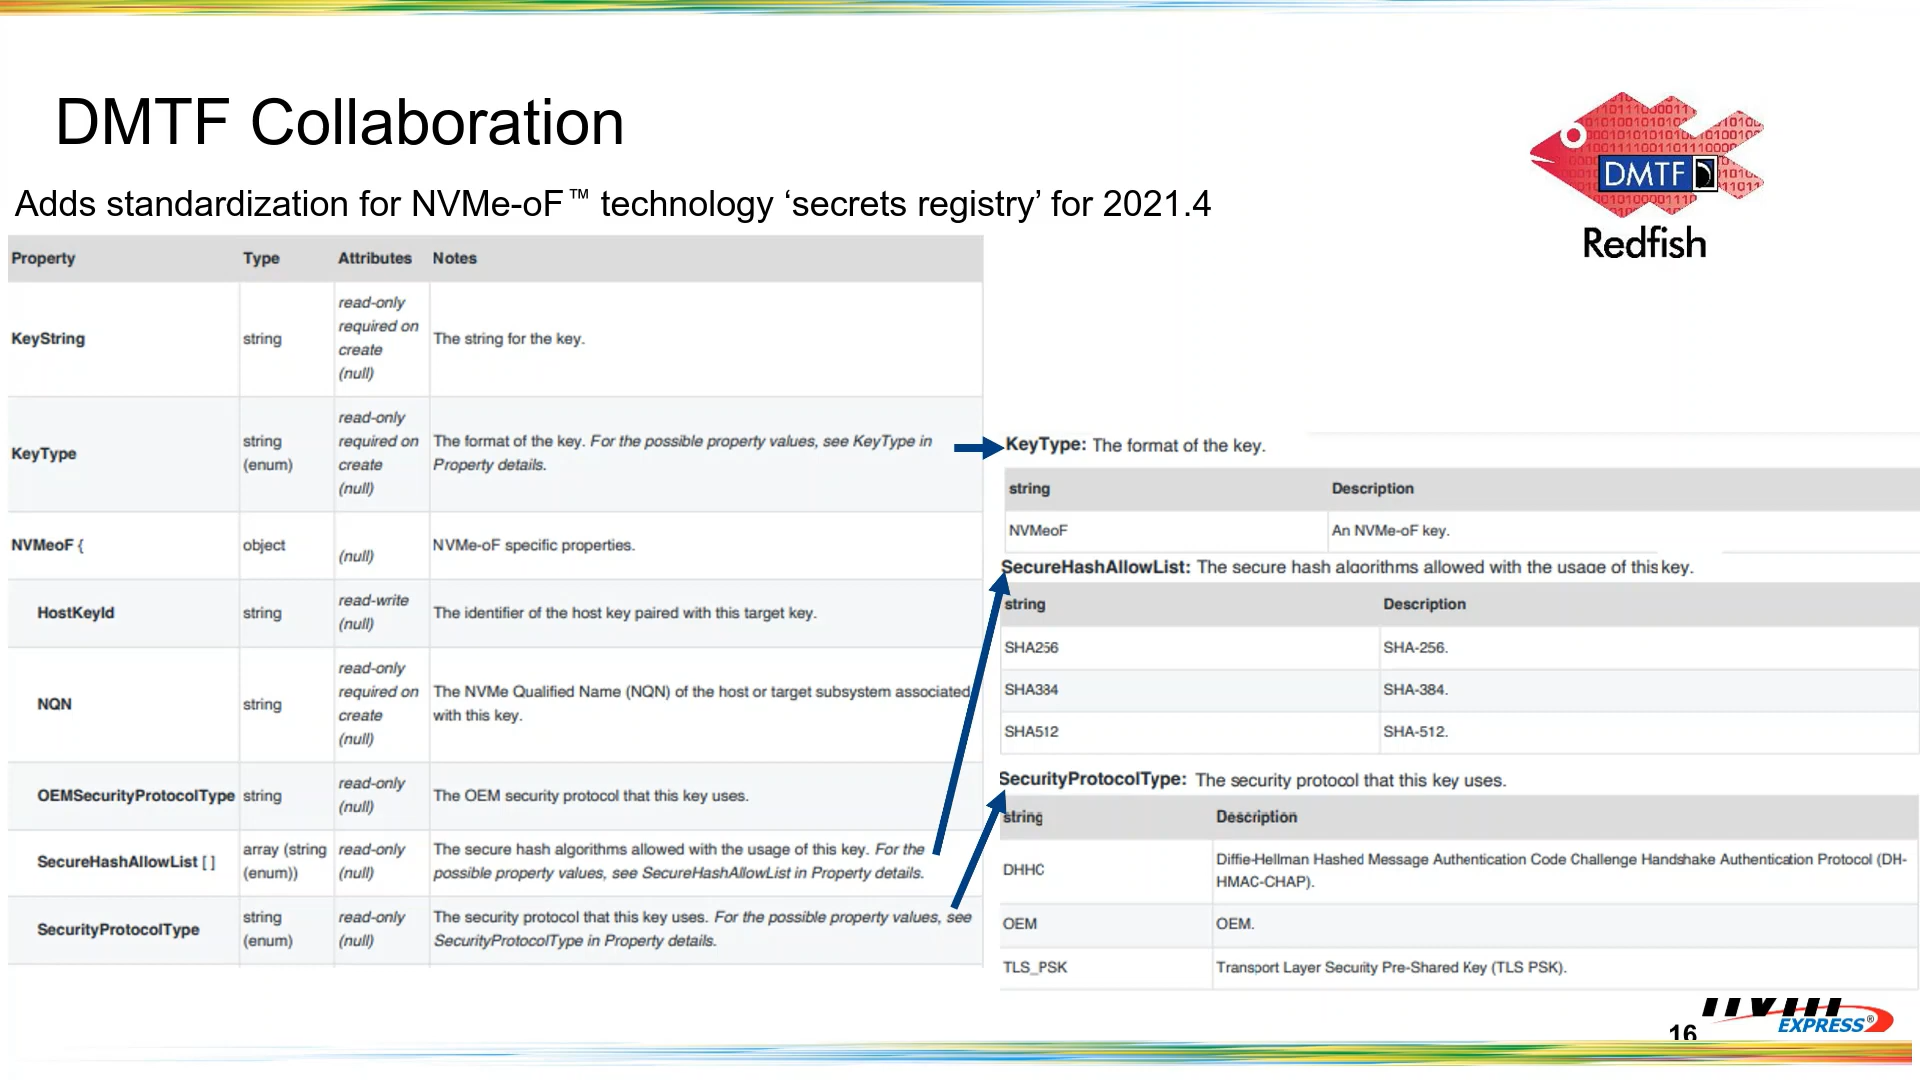 DMTF Collaboration
Adds standardization for NVMe-oF™ technology ‘secrets registry’ for 2021.4
DMTF
Redfish
Property Type Attributes Notes
KeyString string read-only required on create (null) The string for the key.
KeyType string (enum) read-only required on create (null) The format of the key. For the possible property values, see KeyType in Property details.
NVMeoF { object (null) NVMe-oF specific properties.
HostKeyId string read-write (null) The identifier of the host key paired with this target key.
NQN string read-only required on create (null) The NVMe Qualified Name (NQN) of the host or target subsystem associated with this key.
OEMSecurityProtocolType string read-only (null) The OEM security protocol that this key uses.
SecureHashAllowList [ ] array (string (enum)) read-only (null) The secure hash algorithms allowed with the usage of this key. For the possible property values, see SecureHashAllowList in Property details.
SecurityProtocolType string (enum) read-only (null) The security protocol that this key uses. For the possible property values, see SecurityProtocolType in Property details.
KeyType: The format of the key.
string Description
NVMeoF An NVMe-oF key.
SecureHashAllowList: The secure hash algorithms allowed with the usage of this key.
string Description
SHA256 SHA-256.
SHA384 SHA-384.
SHA512 SHA-512.
SecurityProtocolType: The security protocol that this key uses.
string Description
DHHC Diffie-Hellman Hashed Message Authentication Code Challenge Handshake Authentication Protocol (DH-HMAC-CHAP).
OEM OEM.
TLS_PSK Transport Layer Security Pre-Shared Key (TLS PSK).
nvm
EXPRESS®
16